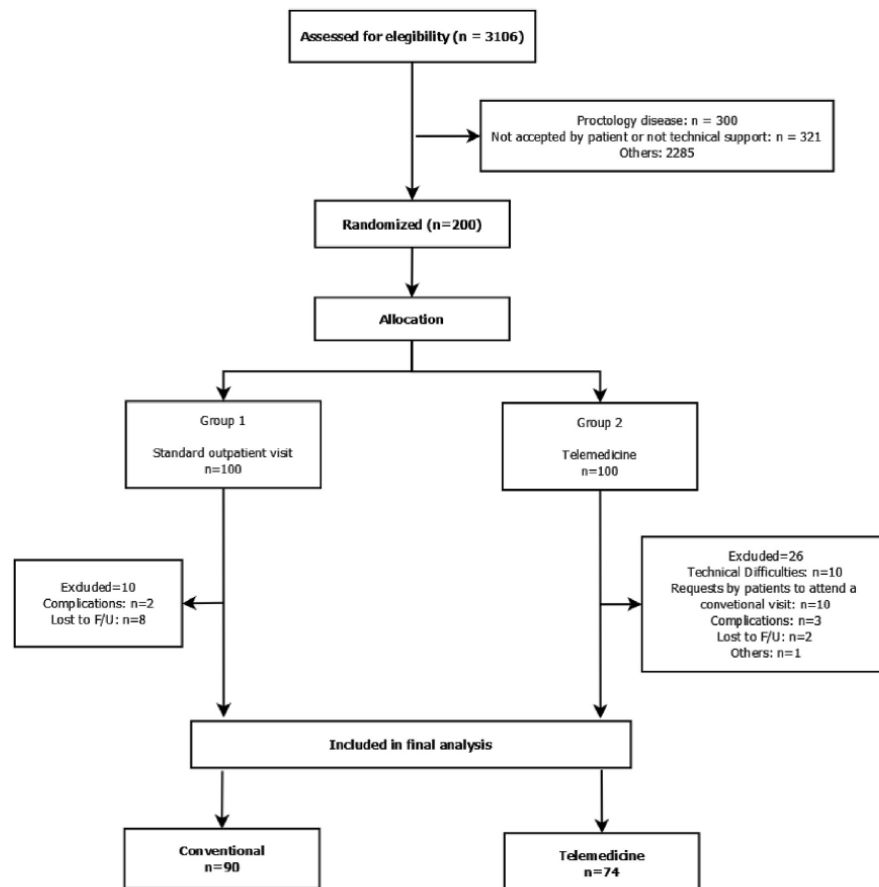 Assessed for elegibility (n = 3106)
Proctology disease: n = 300
Not accepted by patient or not technical support: n = 321
Others: 2285
Randomized (n=200)
Allocation
Group 1
Standard outpatient visit
n=100
Group 2
Telemedicine
n=100
Excluded=10
Complications: n=2
Lost to F/U: n=8
Excluded=26
Technical Difficulties: n=10
Requests by patients to attend a
convetional visit: n=10
Complications: n=3
Lost to F/U: n=2
Others: n=1
Included in final analysis
Conventional
n=90
Telemedicine
n=74